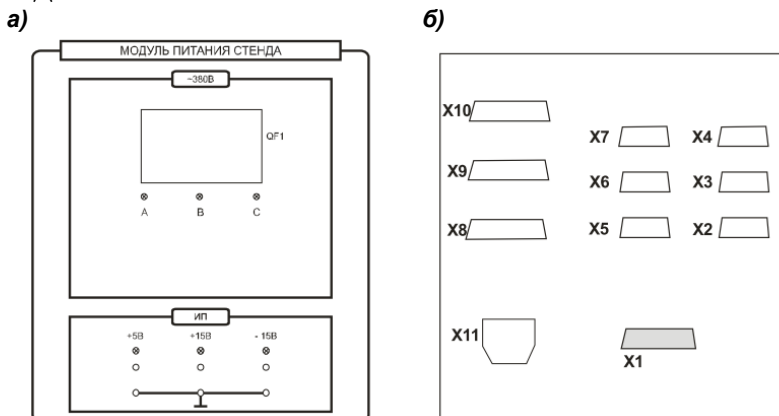 а)
МОДУЛЬ ПИТАНИЯ СТЕНДА
~380В
QF1
A B C
ИП
+5В +15В - 15В
б)
X10
X7 X4
X9
X6 X3
X8 X5 X2
X11
X1